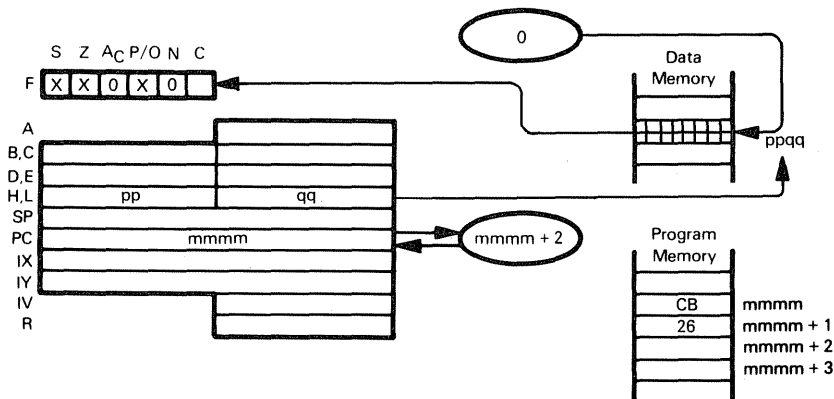 0
S Z AC P/O N C
F X X 0 X 0
Data
Memory
ppqq
A
B,C
D,E
H,L pp qq
SP
PC mmmm
mmmm + 2
IX
IY
IV
R
Program
Memory
CB mmmm
26 mmmm + 1
mmmm + 2
mmmm + 3